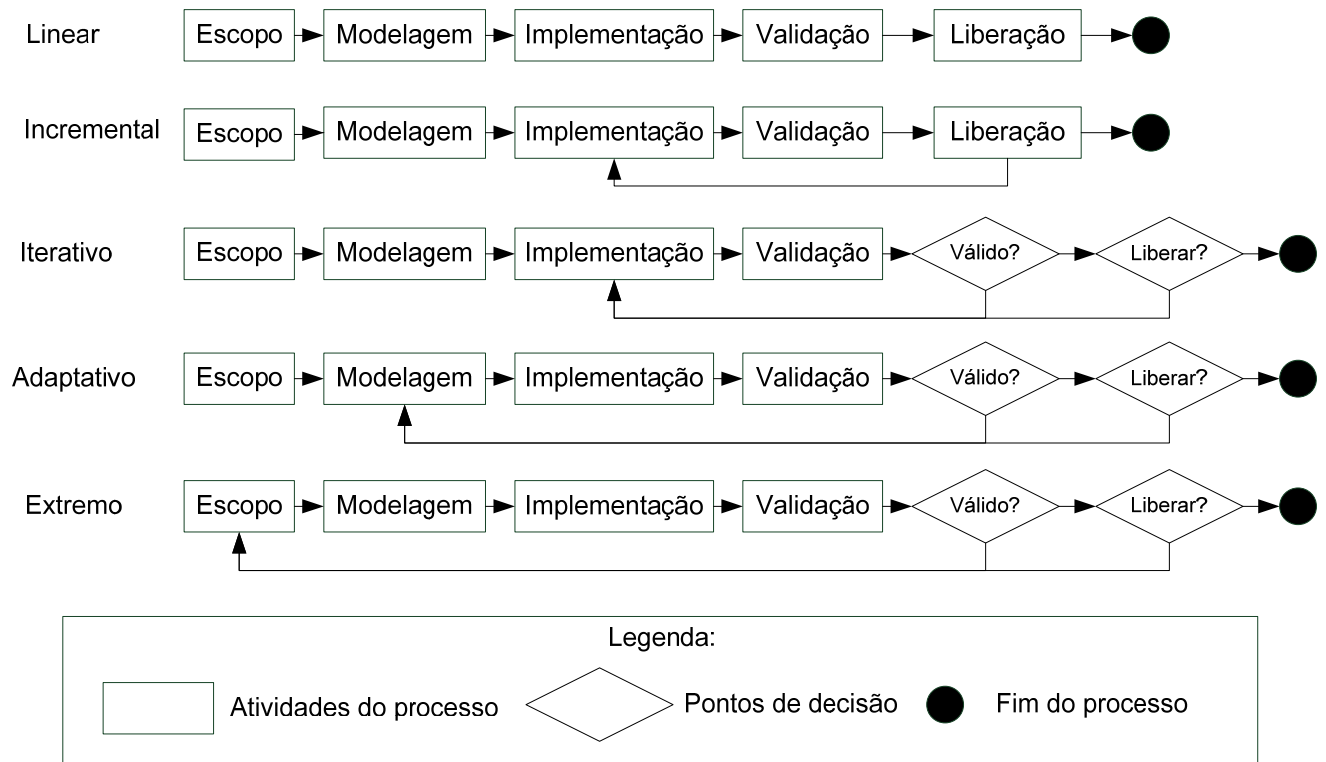 Linear Escopo Modelagem Implementação Validação Liberação
Incremental Escopo Modelagem Implementação Validação Liberação
Iterativo Escopo Modelagem Implementação Validação Válido? Liberar?
Adaptativo Escopo Modelagem Implementação Validação Válido? Liberar?
Extremo Escopo Modelagem Implementação Validação Válido? Liberar?
Legenda:
Atividades do processo Pontos de decisão Fim do processo